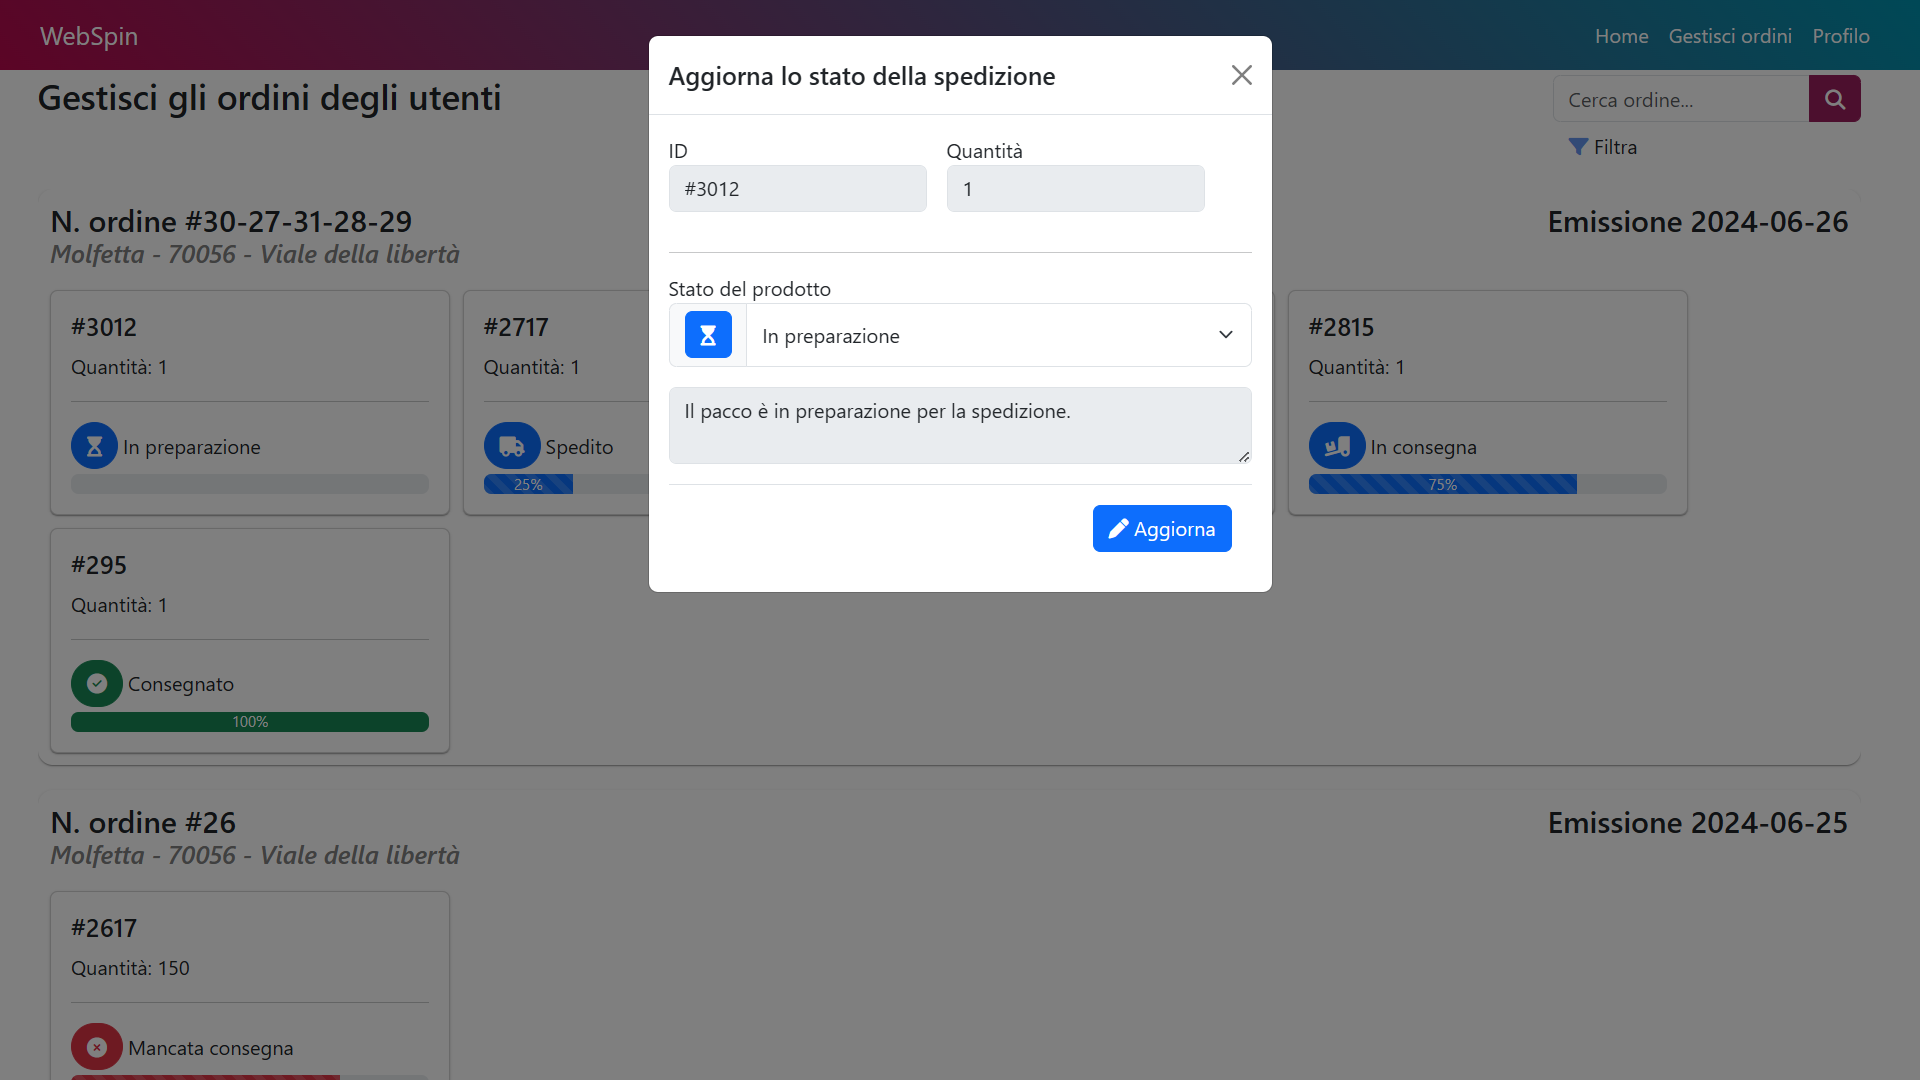 WebSpin
Home
Gestisci ordini
Profilo
Gestisci gli ordini degli utenti
Cerca ordine...
Filtra
Aggiorna lo stato della spedizione
ID
Quantità
#3012
1
Stato del prodotto
In preparazione
Il pacco è in preparazione per la spedizione.
Aggiorna
N. ordine #30-27-31-28-29
Emissione 2024-06-26
Molfetta - 70056 - Viale della libertà
#3012
Quantità: 1
In preparazione
#2717
Quantità: 1
Spedito
25%
#2815
Quantità: 1
In consegna
75%
#295
Quantità: 1
Consegnato
100%
N. ordine #26
Emissione 2024-06-25
Molfetta - 70056 - Viale della libertà
#2617
Quantità: 150
Mancata consegna